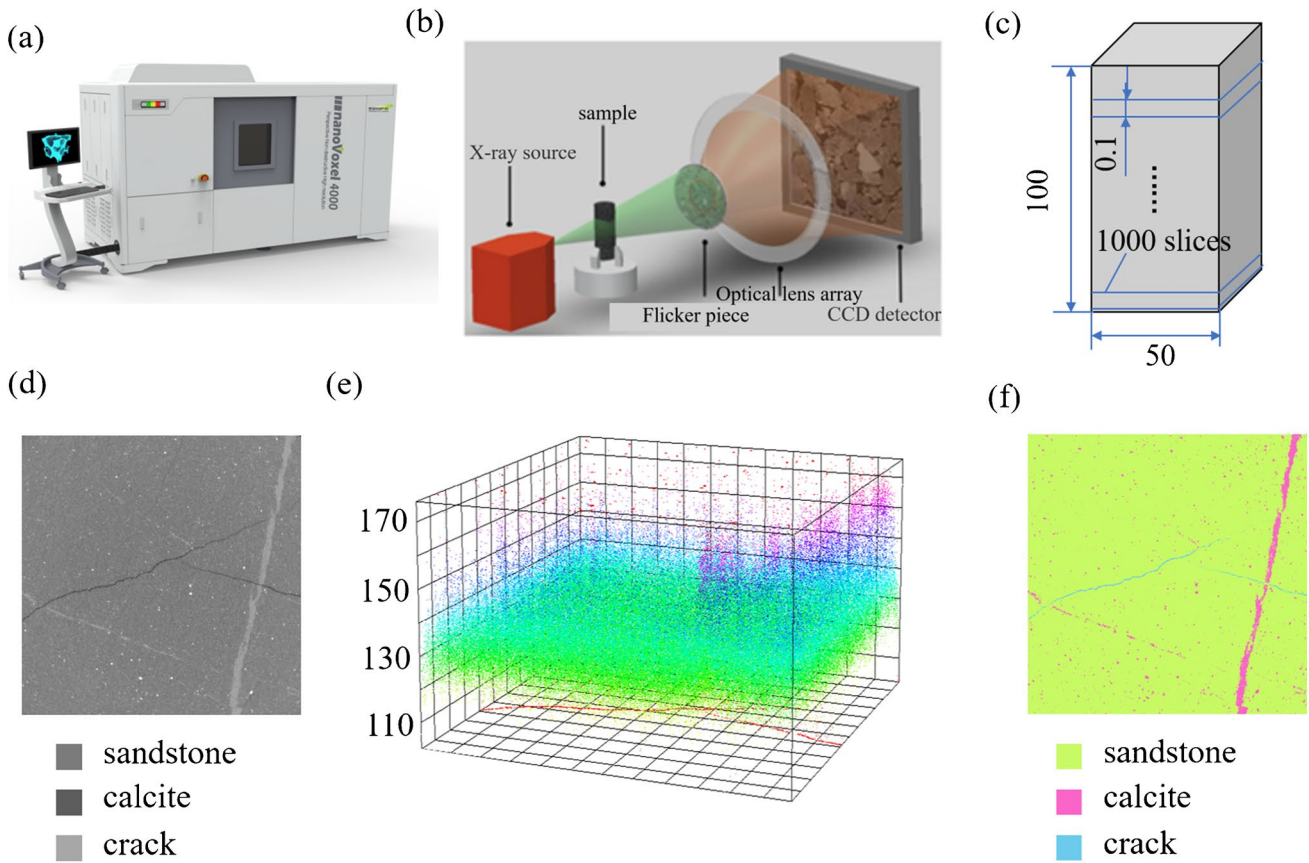 (a)
nanoVoxel 4000
(b)
sample
X-ray source
Optical lens array
Flicker piece
CCD detector
(c)
0.1
100
1000 slices
50
(d)
sandstone
calcite
crack
(e)
170
150
130
110
(f)
sandstone
calcite
crack